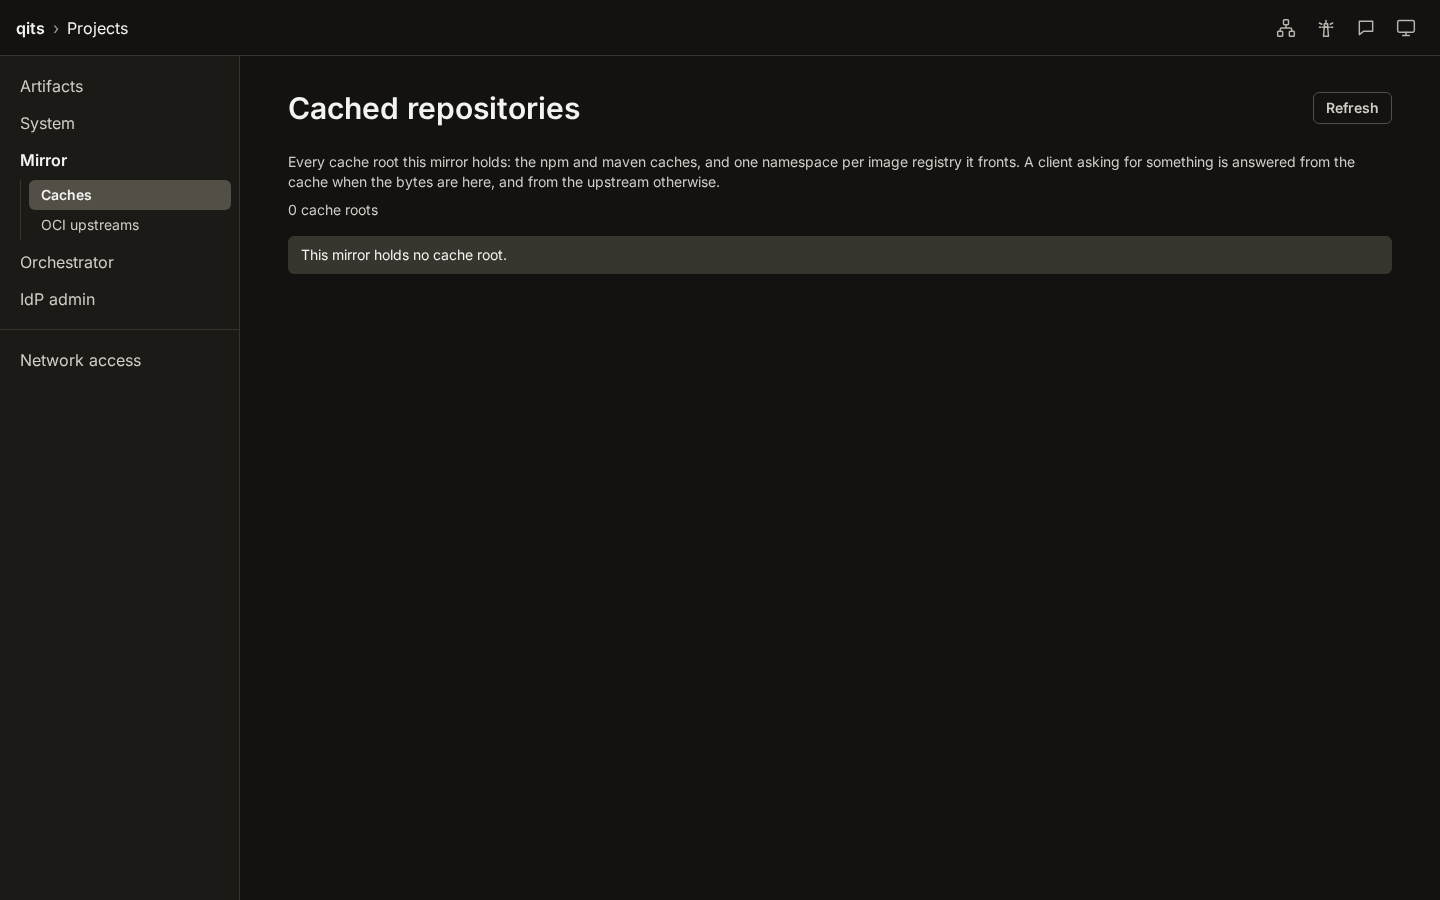 qits › Projects
Artifacts
System
Mirror
Caches
OCI upstreams
Orchestrator
IdP admin
Network access
Cached repositories
Refresh
Every cache root this mirror holds: the npm and maven caches, and one namespace per image registry it fronts. A client asking for something is answered from the
cache when the bytes are here, and from the upstream otherwise.
0 cache roots
This mirror holds no cache root.